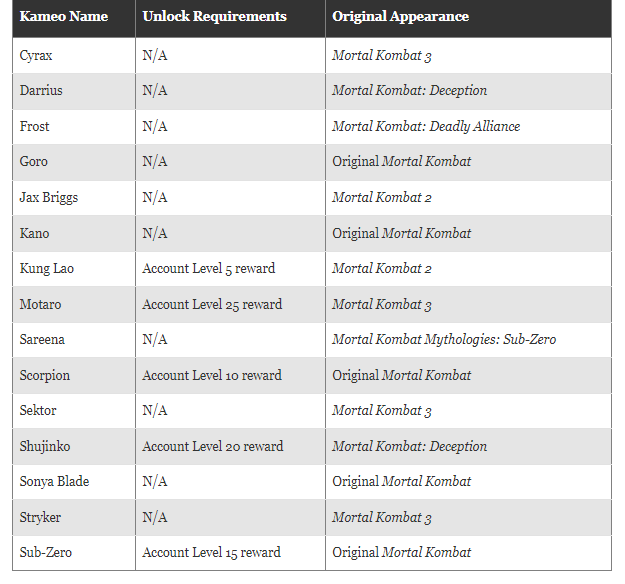 Kameo Name Unlock Requirements Original Appearance
Cyrax N/A Mortal Kombat 3
Darrius N/A Mortal Kombat: Deception
Frost N/A Mortal Kombat: Deadly Alliance
Goro N/A Original Mortal Kombat
Jax Briggs N/A Mortal Kombat 2
Kano N/A Original Mortal Kombat
Kung Lao Account Level 5 reward Mortal Kombat 2
Motaro Account Level 25 reward Mortal Kombat 3
Sareena N/A Mortal Kombat Mythologies: Sub-Zero
Scorpion Account Level 10 reward Original Mortal Kombat
Sektor N/A Mortal Kombat 3
Shujinko Account Level 20 reward Mortal Kombat: Deception
Sonya Blade N/A Original Mortal Kombat
Stryker N/A Mortal Kombat 3
Sub-Zero Account Level 15 reward Original Mortal Kombat